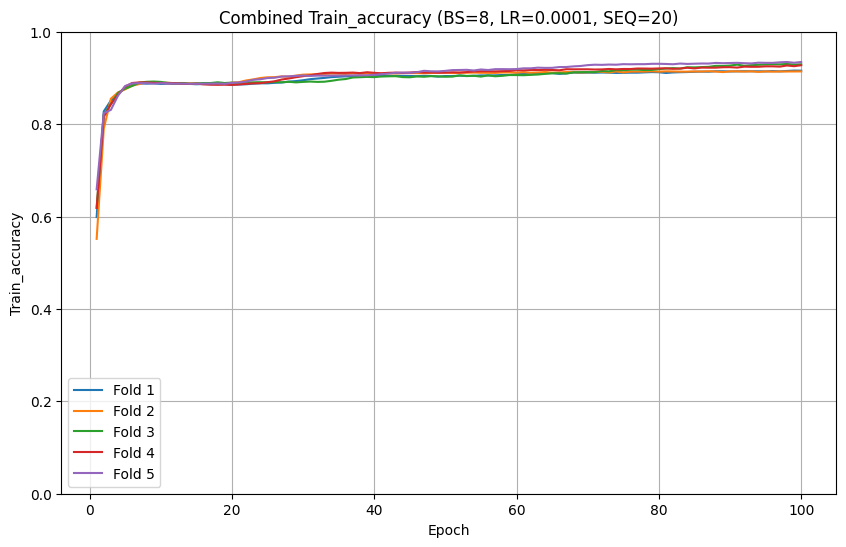 Combined Train_accuracy (BS=8, LR=0.0001, SEQ=20)
Train_accuracy
1.0
0.8
0.6
0.4
0.2
0.0
Fold 1
Fold 2
Fold 3
Fold 4
Fold 5
0 20 40 60 80 100
Epoch